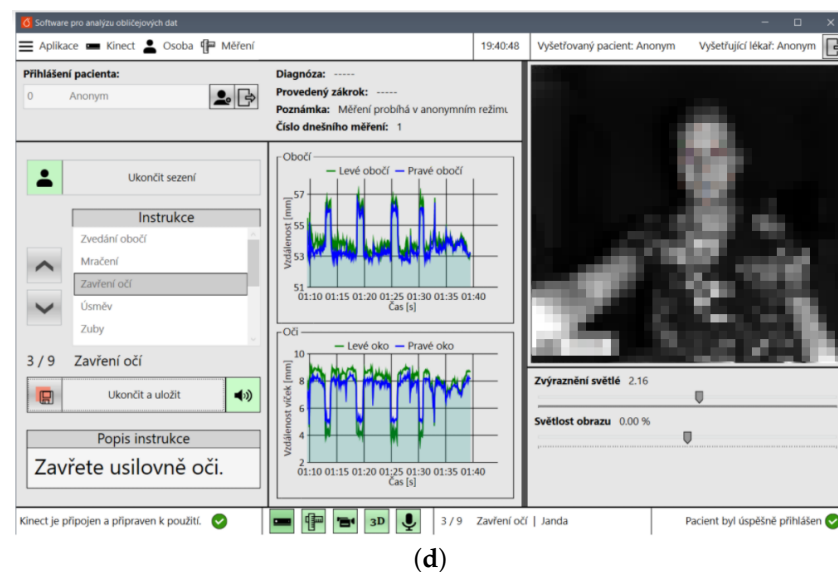 Software pro analýzu obličejových dat
Aplikace Kinect Osoba Měření 19:40:48 Vyšetřovaný pacient: Anonym Vyšetřující lékař: Anonym
Přihlášení pacienta:
0 Anonym
Diagnóza: -----
Provedený zákrok: -----
Poznámka: Měření probíhá v anonymním režimu
Číslo dnešního měření: 1
Ukončit sezení
Instrukce
Zvedání obočí
Mračení
Zavření očí
Úsměv
Zuby
3 / 9 Zavření očí
Ukončit a uložit
Popis instrukce
Zavřete usilovně oči.
Obočí
Levé obočí Pravé obočí
Vzdálenost [mm]
57
55
53
51
01:10 01:15 01:20 01:25 01:30 01:35 01:40
Čas [s]
Oči
Levé oko Pravé oko
Vzdálenost víček [mm]
10
8
6
4
2
01:10 01:15 01:20 01:25 01:30 01:35 01:40
Čas [s]
Zvýraznění světlé 2.16
Světlost obrazu 0.00 %
Kinect je připojen a připraven k použití. 3D 3 / 9 Zavření očí | Janda Pacient byl úspěšně přihlášen
(d)